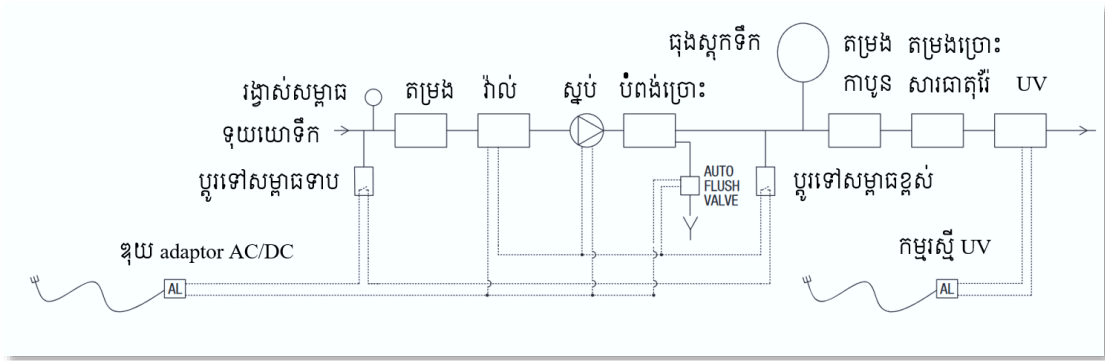 ធុងស្តុកទឹក
តម្រង
កាបូន
តម្រងច្រោះ
សារធាតុរ៉ែ
UV
រង្វាស់សម្ពាធ
តម្រង
វ៉ាល់
ស្នប់
បំពង់ច្រោះ
ទុយយោទឹក
ប្តូរទៅសម្ពាធទាប
AUTO
FLUSH
VALVE
ប្តូរទៅសម្ពាធខ្ពស់
ឌុយ adaptor AC/DC
AL
កម្មរស្មី UV
AL